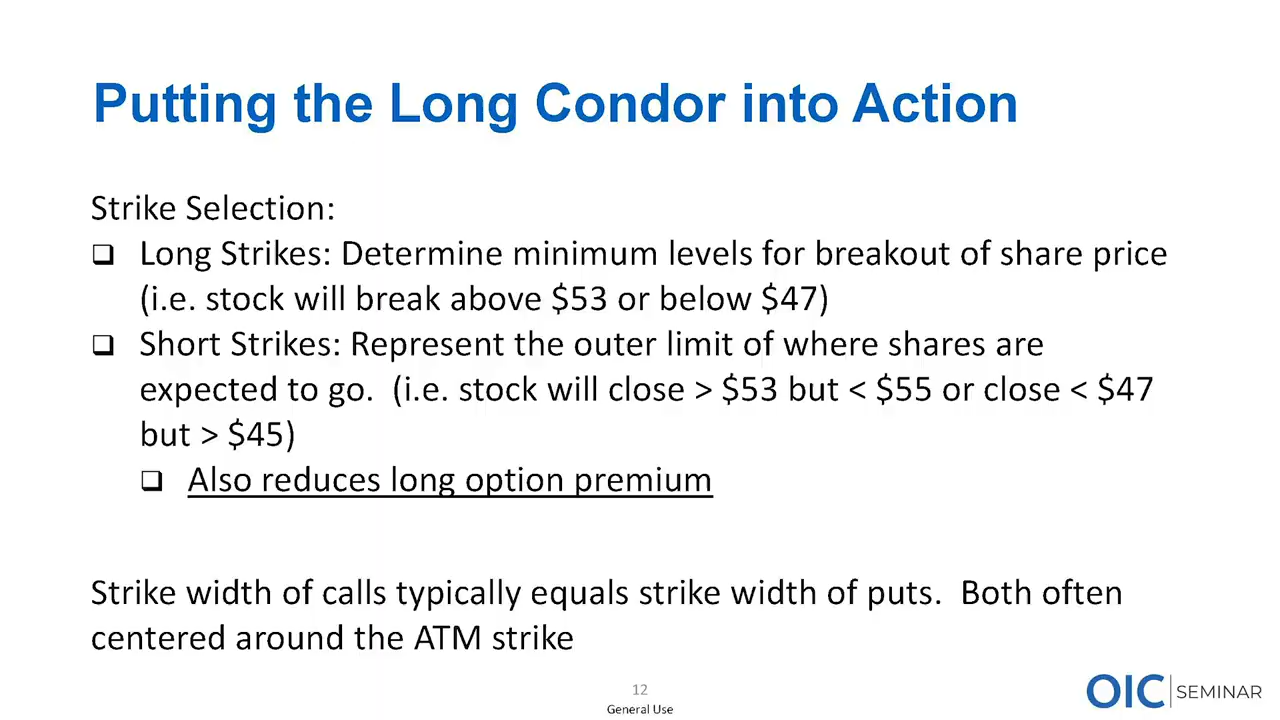 Putting the Long Condor into Action
Strike Selection:
❑ Long Strikes: Determine minimum levels for breakout of share price
(i.e. stock will break above $53 or below $47)
❑ Short Strikes: Represent the outer limit of where shares are
expected to go.  (i.e. stock will close > $53 but < $55 or close < $47
but > $45)
❑ Also reduces long option premium
Strike width of calls typically equals strike width of puts.  Both often
centered around the ATM strike
12
General Use
OIC SEMINAR